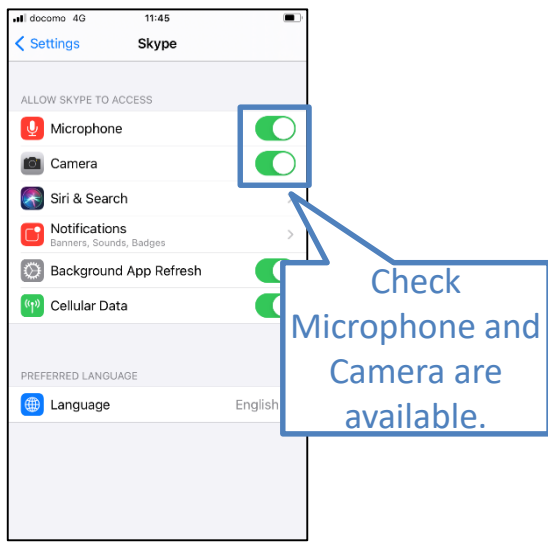 docomo 4G 11:45
Settings Skype
ALLOW SKYPE TO ACCESS
Microphone
Camera
Siri & Search
Notifications
Banners, Sounds, Badges
Background App Refresh
Cellular Data
PREFERRED LANGUAGE
Language English
Check
Microphone and
Camera are
available.